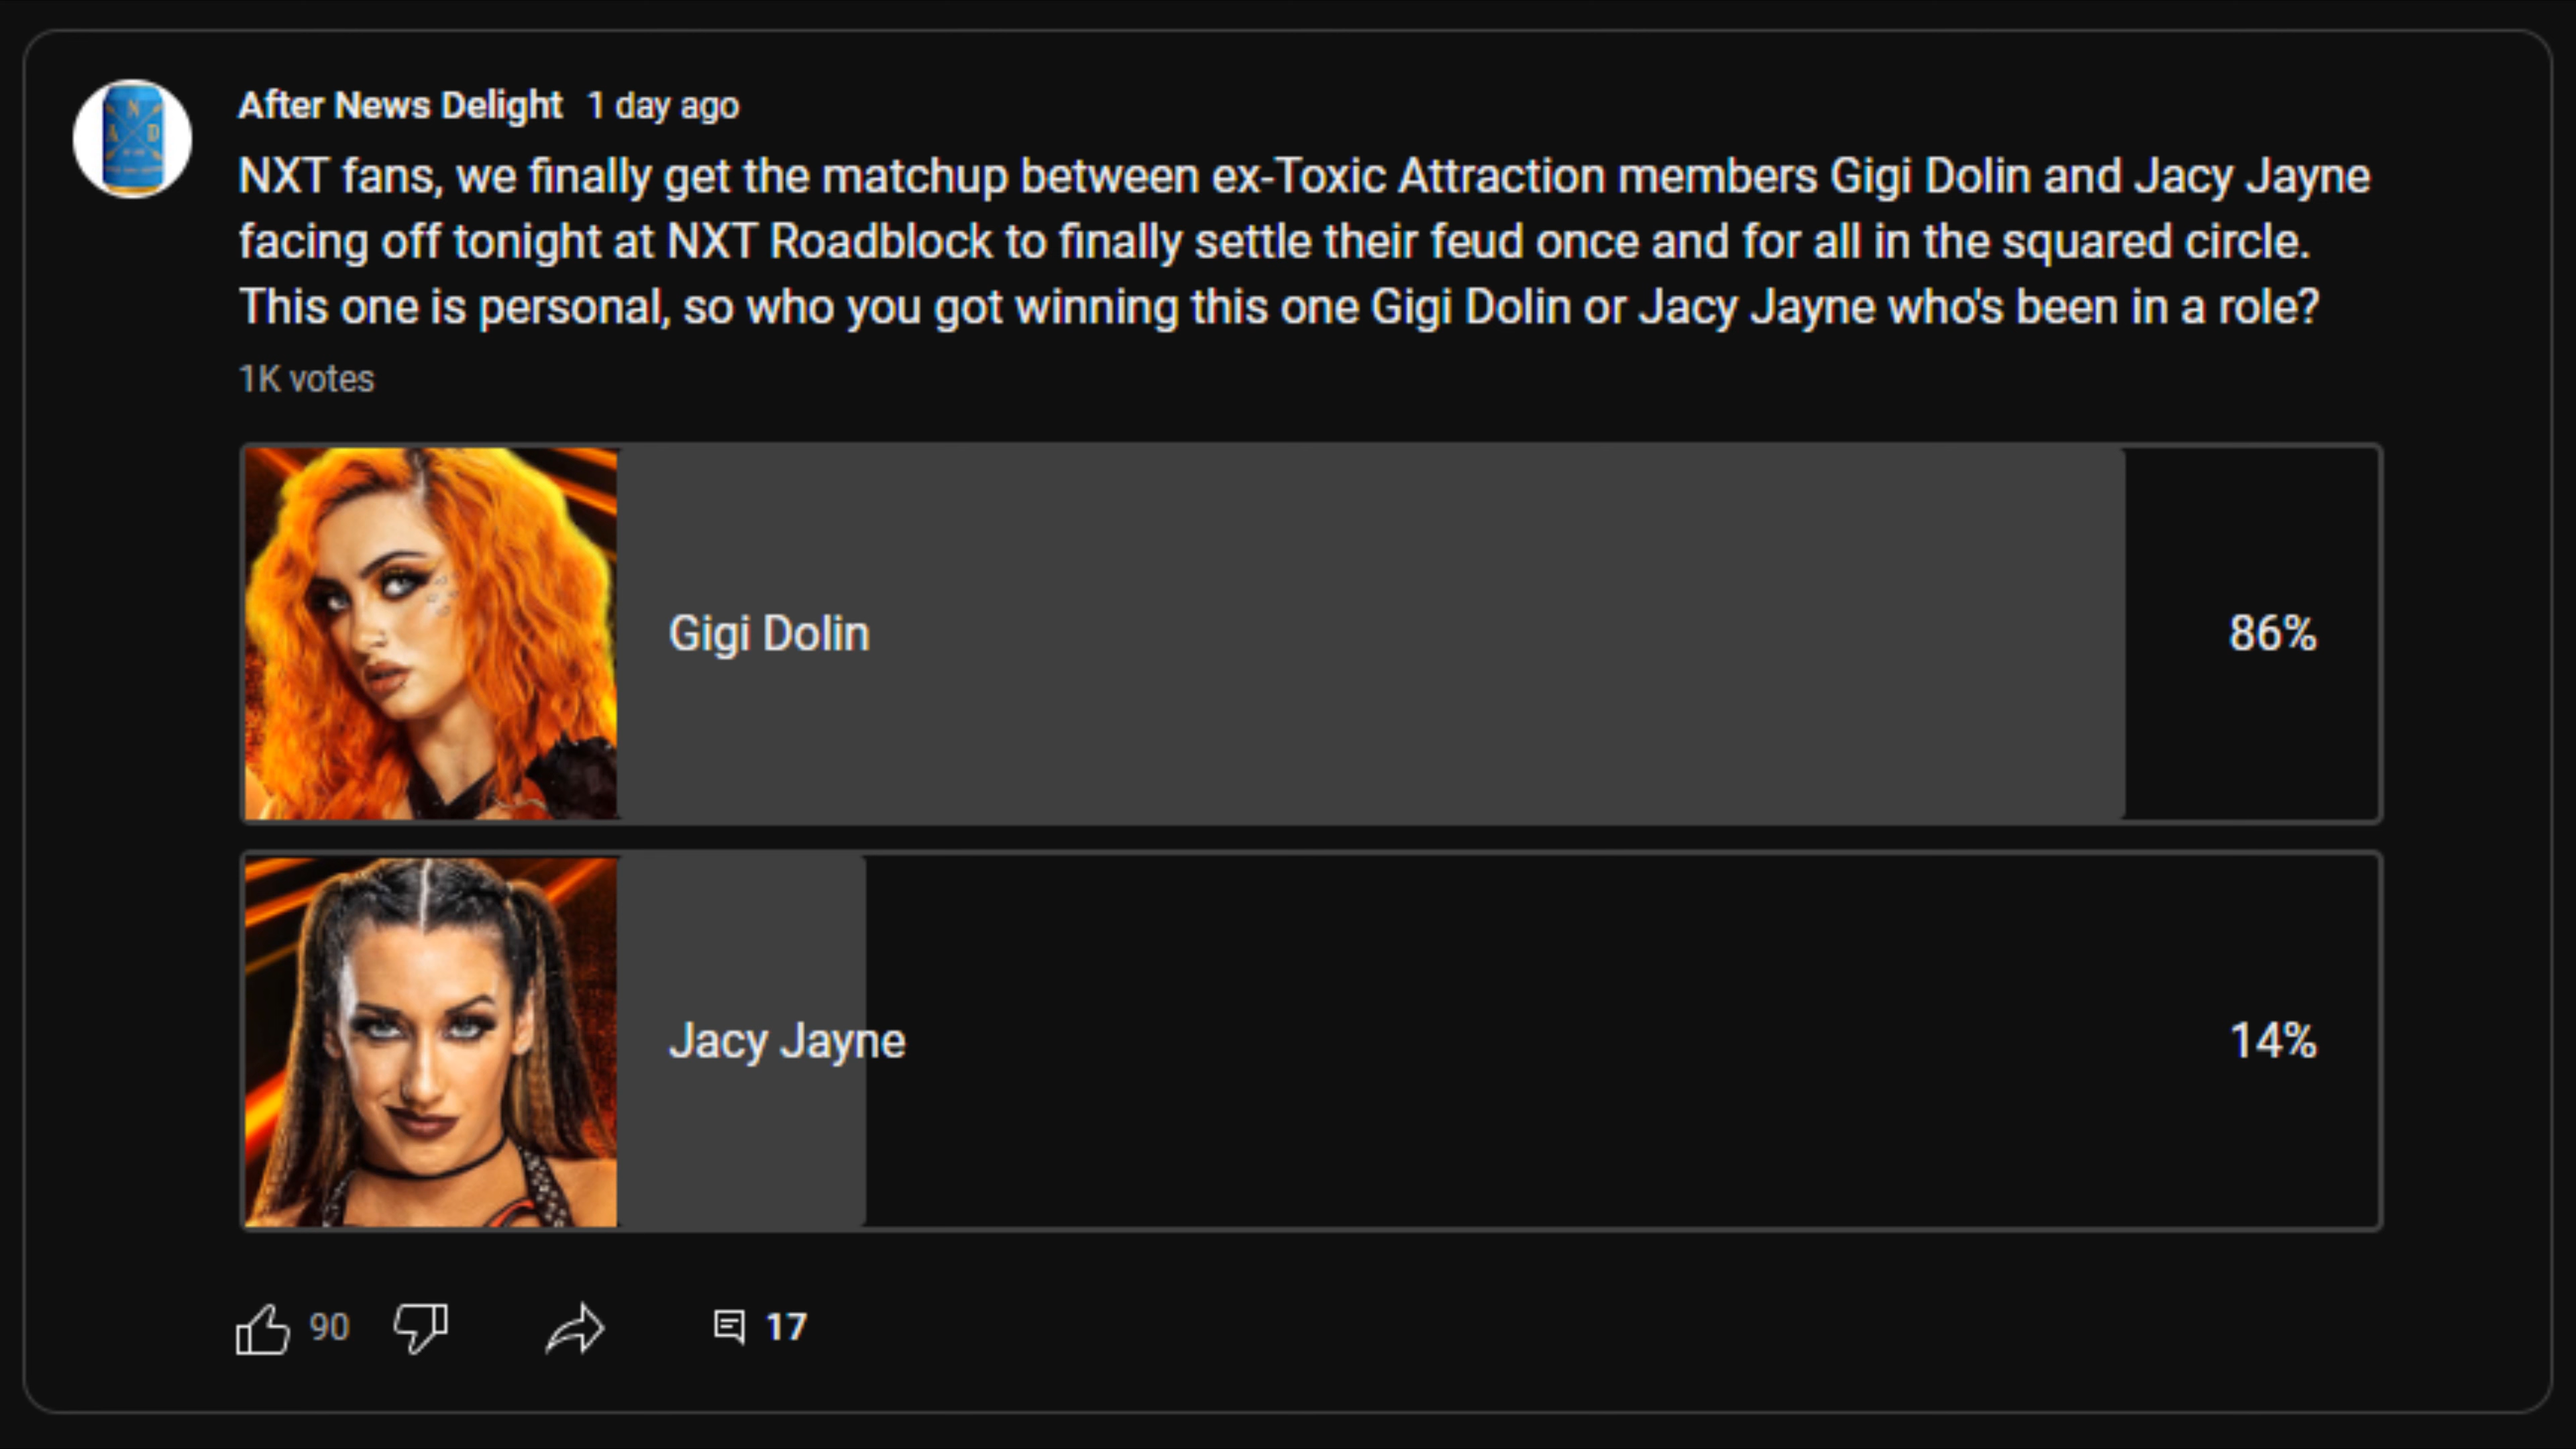 After News Delight 1 day ago
NXT fans, we finally get the matchup between ex-Toxic Attraction members Gigi Dolin and Jacy Jayne
facing off tonight at NXT Roadblock to finally settle their feud once and for all in the squared circle.
This one is personal, so who you got winning this one Gigi Dolin or Jacy Jayne who's been in a role?
1K votes
Gigi Dolin 86%
Jacy Jayne 14%
90 17